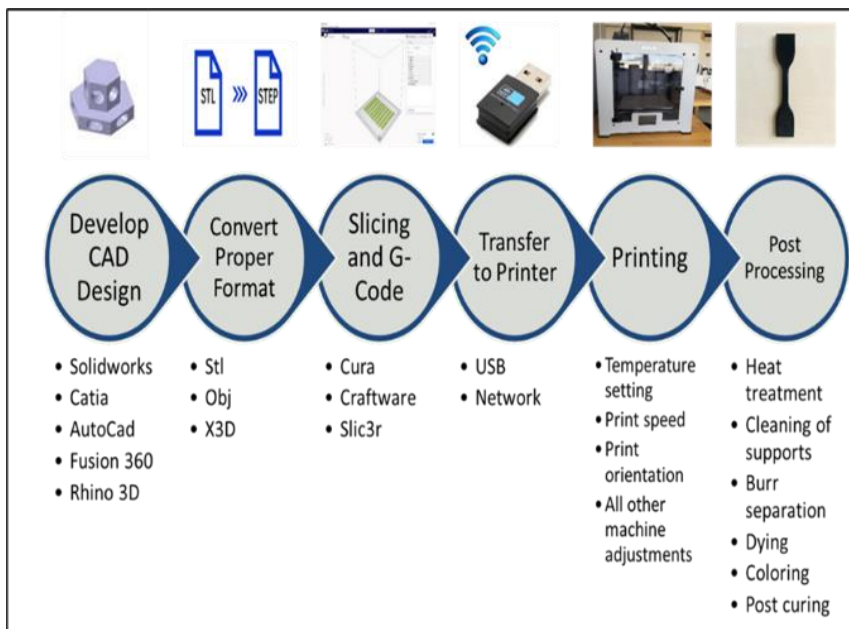 STL
STEP
Develop
CAD
Design
Convert
Proper
Format
Slicing
and G-
Code
Transfer
to Printer
Printing
Post
Processing
• Solidworks
• Catia
• AutoCad
• Fusion 360
• Rhino 3D
• Stl
• Obj
• X3D
• Cura
• Craftware
• Slic3r
• USB
• Network
• Temperature
setting
• Print speed
• Print
orientation
• All other
machine
adjustments
• Heat
treatment
• Cleaning of
supports
• Burr
separation
• Dying
• Coloring
• Post curing